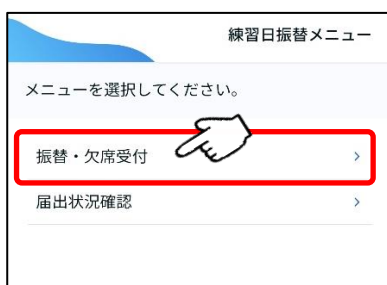 練習日振替メニュー
メニューを選択してください。
振替・欠席受付
届出状況確認